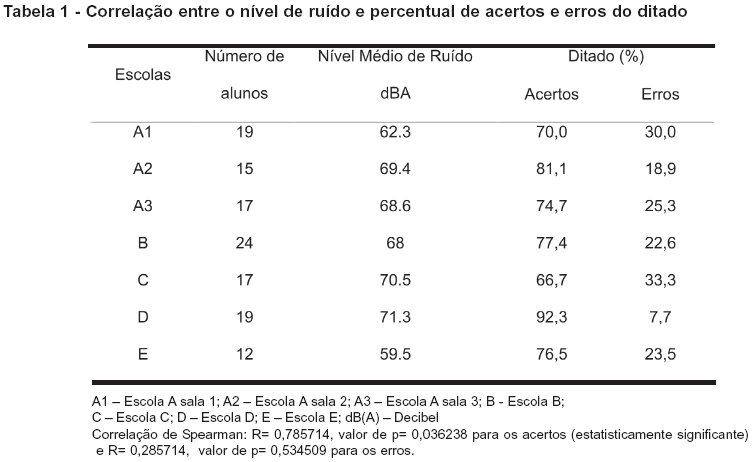 Tabela 1 - Correlação entre o nível de ruído e percentual de acertos e erros do ditado
Escolas Número de alunos Nível Médio de Ruído dBA Ditado (%)
Acertos Erros
A1 19 62.3 70,0 30,0
A2 15 69.4 81,1 18,9
A3 17 68.6 74,7 25,3
B 24 68 77,4 22,6
C 17 70.5 66,7 33,3
D 19 71.3 92,3 7,7
E 12 59.5 76,5 23,5
A1 – Escola A sala 1; A2 – Escola A sala 2; A3 – Escola A sala 3; B - Escola B;
C – Escola C; D – Escola D; E – Escola E; dB(A) – Decibel
Correlação de Spearman: R= 0,785714, valor de p= 0,036238 para os acertos (estatisticamente significante)
e R= 0,285714, valor de p= 0,534509 para os erros.